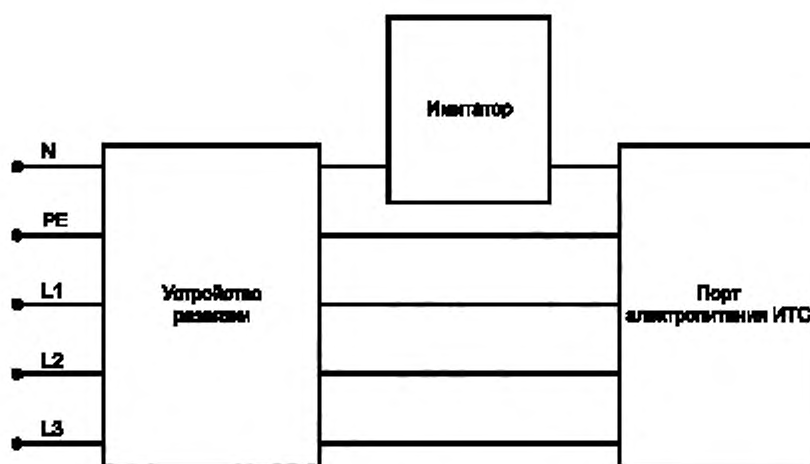 Имитатор
N
PE
L1
Устройство
развязки
Порт
электропитания ИТС
L2
L3